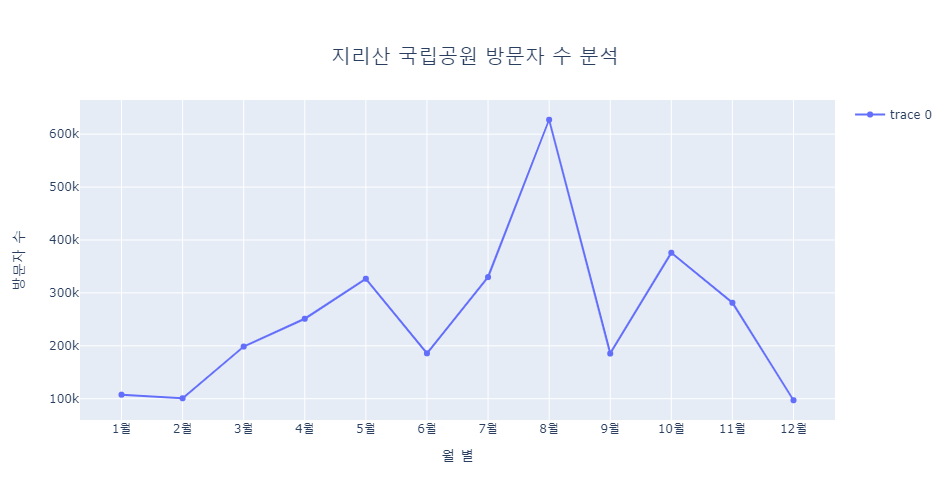 지리산 국립공원 방문자 수 분석
trace 0
600k
500k
400k
300k
200k
100k
방문자 수
1월 2월 3월 4월 5월 6월 7월 8월 9월 10월 11월 12월
월 별